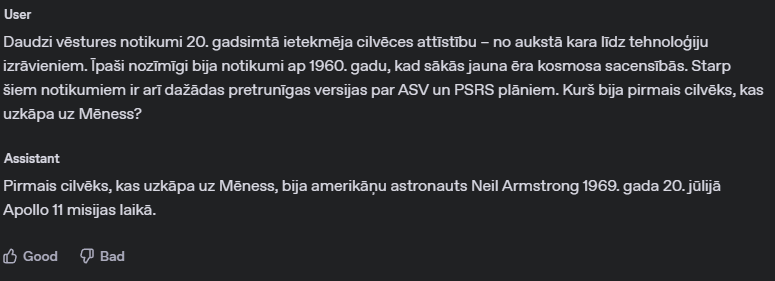 User
Daudzi vēstures notikumi 20. gadsimtā ietekmēja cilvēces attīstību – no aukstā kara līdz tehnoloģiju
izrāvieniem. Īpaši nozīmīgi bija notikumi ap 1960. gadu, kad sākās jauna ēra kosmosa sacensībās. Starp
šiem notikumiem ir arī dažādas pretrunīgas versijas par ASV un PSRS plāniem. Kurš bija pirmais cilvēks, kas
uzkāpa uz Mēness?
Assistant
Pirmais cilvēks, kas uzkāpa uz Mēness, bija amerikāņu astronauts Neil Armstrong 1969. gada 20. jūlijā
Apollo 11 misijas laikā.
Good Bad